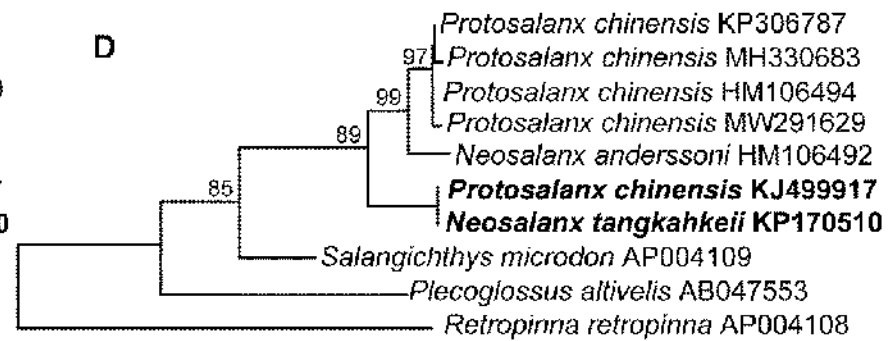 D
Protosalanx chinensis KP306787
97
Protosalanx chinensis MH330683
99
Protosalanx chinensis HM106494
89
Protosalanx chinensis MW291629
Neosalanx anderssoni HM106492
85
Protosalanx chinensis KJ499917
Neosalanx tangkahkeii KP170510
Salangichthys microdon AP004109
Plecoglossus altivelis AB047553
Retropinna retropinna AP004108